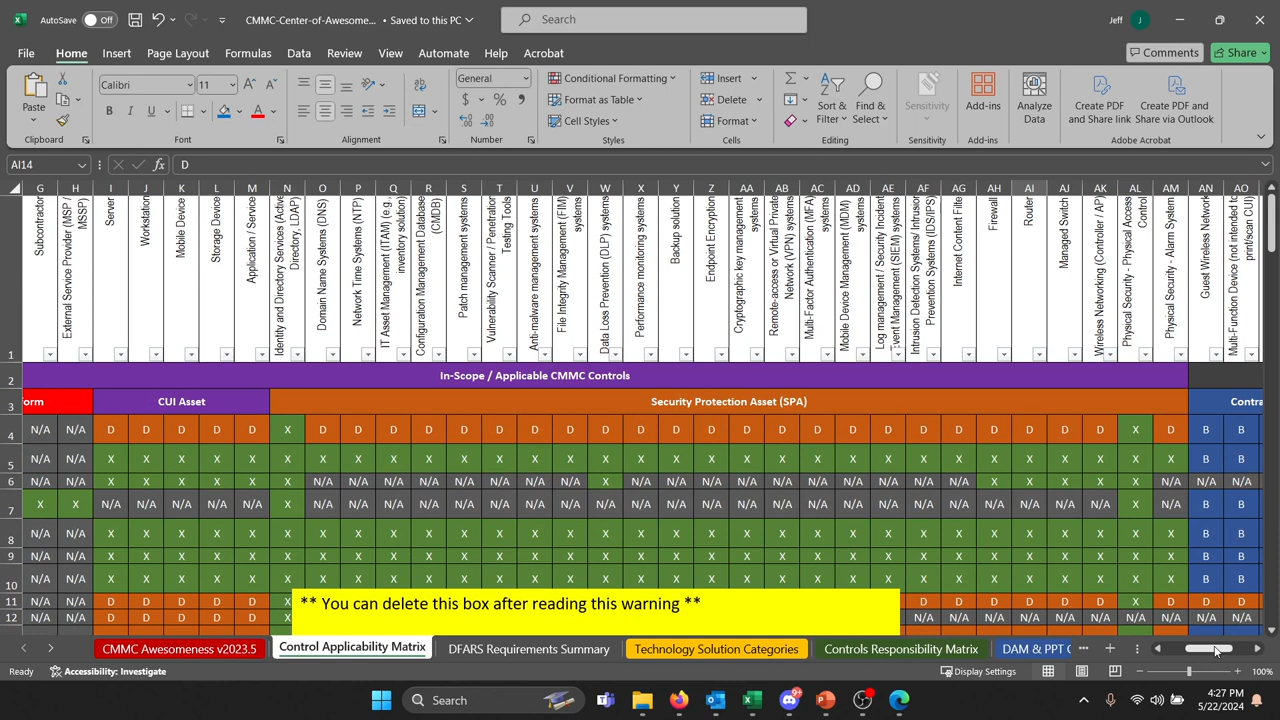 AutoSave Off CMMC-Center-of-Awesome... • Saved to this PC Search Jeff J
File Home Insert Page Layout Formulas Data Review View Automate Help Acrobat Comments Share
Paste Calibri 11 General Conditional Formatting Insert Sort & Find & Sensitivity Add-ins Analyze Create PDF Create PDF and
B I U A Format as Table Delete Filter Select Data and Share link Share via Outlook
Cell Styles Format
Clipboard Font Alignment Number Styles Cells Editing Sensitivity Add-ins Adobe Acrobat
AI14 fx D
G H I J K L M N O P Q R S T U V W X Y Z AA AB AC AD AE AF AG AH AI AJ AK AL AM AN AO
1
Subcontractor
External Service Provider (MSP /
MSSP)
Server
Workstation
Mobile Device
Storage Device
Application / Service
Identity and Directory Services (Active
Directory, LDAP)
Domain Name Systems (DNS)
Network Time Systems (NTP)
IT Asset Management (ITAM) (e.g.,
inventory solution)
Configuration Management Database
(CMDB)
Patch management systems
Vulnerability Scanner / Penetration
Testing Tools
Anti-malware management systems
File Integrity Management (FIM)
systems
Data Loss Prevention (DLP) systems
Performance monitoring systems
Backup solution
Endpoint Encryption
Cryptographic key management
systems
Remote-access or Virtual Private
Network (VPN) systems
Multi-Factor Authentication (MFA)
systems
Mobile Device Management (MDM)
systems
Log management / Security Incident
Event Management (SIEM) systems
Intrusion Detection Systems/ Intrusion
Prevention Systems (IDS/IPS)
Internet Content Filter
Firewall
Router
Managed Switch
Wireless Networking (Controller / AP)
Physical Security - Physical Access
Control
Physical Security - Alarm System
Guest Wireless Network
Multi-Function Device (not intended to
print/scan CUI)
2 In-Scope / Applicable CMMC Controls
3 orm CUI Asset Security Protection Asset (SPA) Contra
4 N/A N/A D D D D D X D D D D D D D D D D D D D D D D D D D D D D D X D B B
5 N/A N/A X X X X X X X X X X X X X X X X X X X X X X X X X X X X X X X B B
6 N/A N/A X X X X X X N/A N/A N/A N/A N/A N/A N/A N/A X N/A N/A N/A N/A N/A N/A N/A N/A N/A N/A X X X X X N/A N/A N/A
7 X X N/A N/A N/A N/A N/A X N/A N/A N/A N/A N/A N/A N/A N/A N/A N/A N/A N/A N/A N/A N/A N/A N/A N/A N/A N/A N/A N/A N/A X N/A B B
8 N/A N/A X X X X X X X X X X X X X X X X X X X X X X X X X X X X X X X B B
9 N/A N/A X X X X X X X X X X X X X X X X X X X X X X X X X X X X X X X B B
10 N/A N/A X X X X X X X X X X X X X X X X X X X X X X X X X X X X X X X B B
11 N/A N/A D D D D D X D D D D D D X D D D
12 N/A N/A D D D D D X N/A N/A N/A N/A N/A N/A N/A N/A N/A N/A
** You can delete this box after reading this warning **
CMMC Awesomeness v2023.5 Control Applicability Matrix DFARS Requirements Summary Technology Solution Categories Controls Responsibility Matrix DAM & PPT C
Ready Accessibility: Investigate Display Settings 100%
Search 4:27 PM
5/22/2024